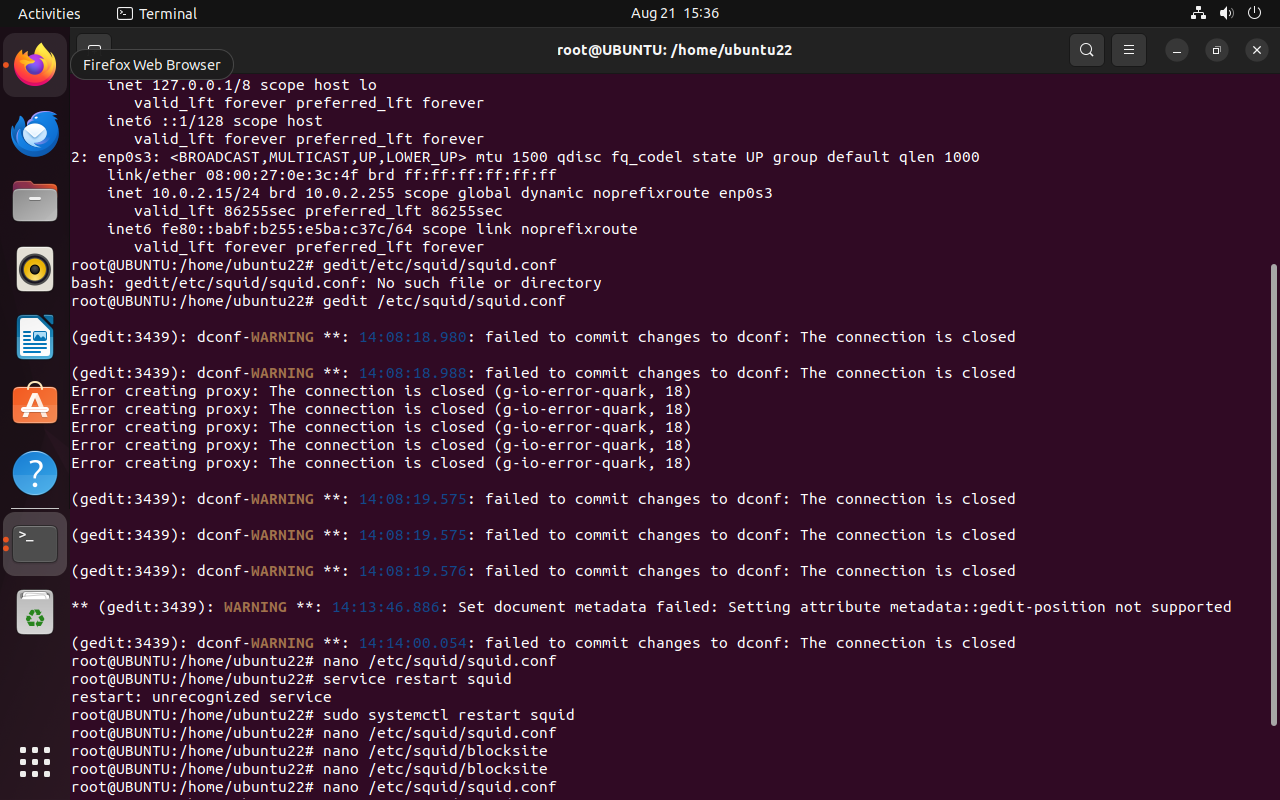 Activities
Terminal
Aug 21 15:36
root@UBUNTU: /home/ubuntu22
Firefox Web Browser
inet 127.0.0.1/8 scope host lo
valid_lft forever preferred_lft forever
inet6 ::1/128 scope host
valid_lft forever preferred_lft forever
2: enp0s3: <BROADCAST,MULTICAST,UP,LOWER_UP> mtu 1500 qdisc fq_codel state UP group default qlen 1000
link/ether 08:00:27:0e:3c:4f brd ff:ff:ff:ff:ff:ff
inet 10.0.2.15/24 brd 10.0.2.255 scope global dynamic noprefixroute enp0s3
valid_lft 86255sec preferred_lft 86255sec
inet6 fe80::babf:b255:e5ba:c37c/64 scope link noprefixroute
valid_lft forever preferred_lft forever
root@UBUNTU:/home/ubuntu22# gedit/etc/squid/squid.conf
bash: gedit/etc/squid/squid.conf: No such file or directory
root@UBUNTU:/home/ubuntu22# gedit /etc/squid/squid.conf
(gedit:3439): dconf-WARNING **: 14:08:18.980: failed to commit changes to dconf: The connection is closed
(gedit:3439): dconf-WARNING **: 14:08:18.988: failed to commit changes to dconf: The connection is closed
Error creating proxy: The connection is closed (g-io-error-quark, 18)
Error creating proxy: The connection is closed (g-io-error-quark, 18)
Error creating proxy: The connection is closed (g-io-error-quark, 18)
Error creating proxy: The connection is closed (g-io-error-quark, 18)
Error creating proxy: The connection is closed (g-io-error-quark, 18)
(gedit:3439): dconf-WARNING **: 14:08:19.575: failed to commit changes to dconf: The connection is closed
(gedit:3439): dconf-WARNING **: 14:08:19.575: failed to commit changes to dconf: The connection is closed
(gedit:3439): dconf-WARNING **: 14:08:19.576: failed to commit changes to dconf: The connection is closed
** (gedit:3439): WARNING **: 14:13:46.886: Set document metadata failed: Setting attribute metadata::gedit-position not supported
(gedit:3439): dconf-WARNING **: 14:14:00.054: failed to commit changes to dconf: The connection is closed
root@UBUNTU:/home/ubuntu22# nano /etc/squid/squid.conf
root@UBUNTU:/home/ubuntu22# service restart squid
restart: unrecognized service
root@UBUNTU:/home/ubuntu22# sudo systemctl restart squid
root@UBUNTU:/home/ubuntu22# nano /etc/squid/squid.conf
root@UBUNTU:/home/ubuntu22# nano /etc/squid/blocksite
root@UBUNTU:/home/ubuntu22# nano /etc/squid/blocksite
root@UBUNTU:/home/ubuntu22# nano /etc/squid/squid.conf